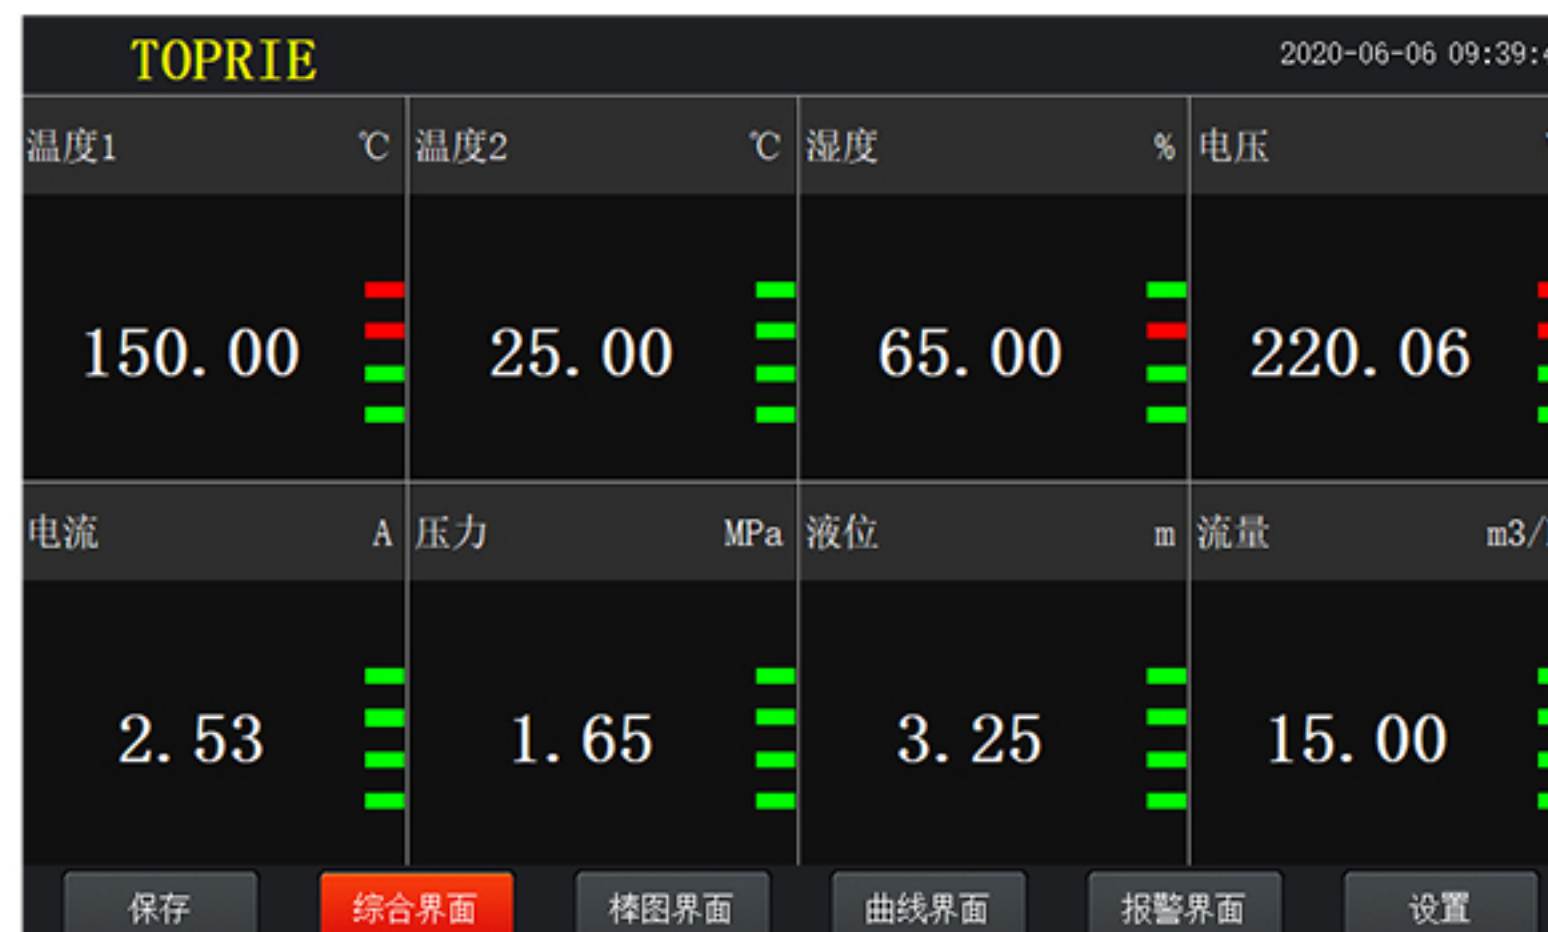 TOPRIE
2020-06-06 09:39:
温度1 ℃ 温度2 ℃ 湿度 % 电压
150.00 25.00 65.00 220.06
电流 A 压力 MPa 液位 m 流量 m3/
2.53 1.65 3.25 15.00
保存 综合界面 棒图界面 曲线界面 报警界面 设置